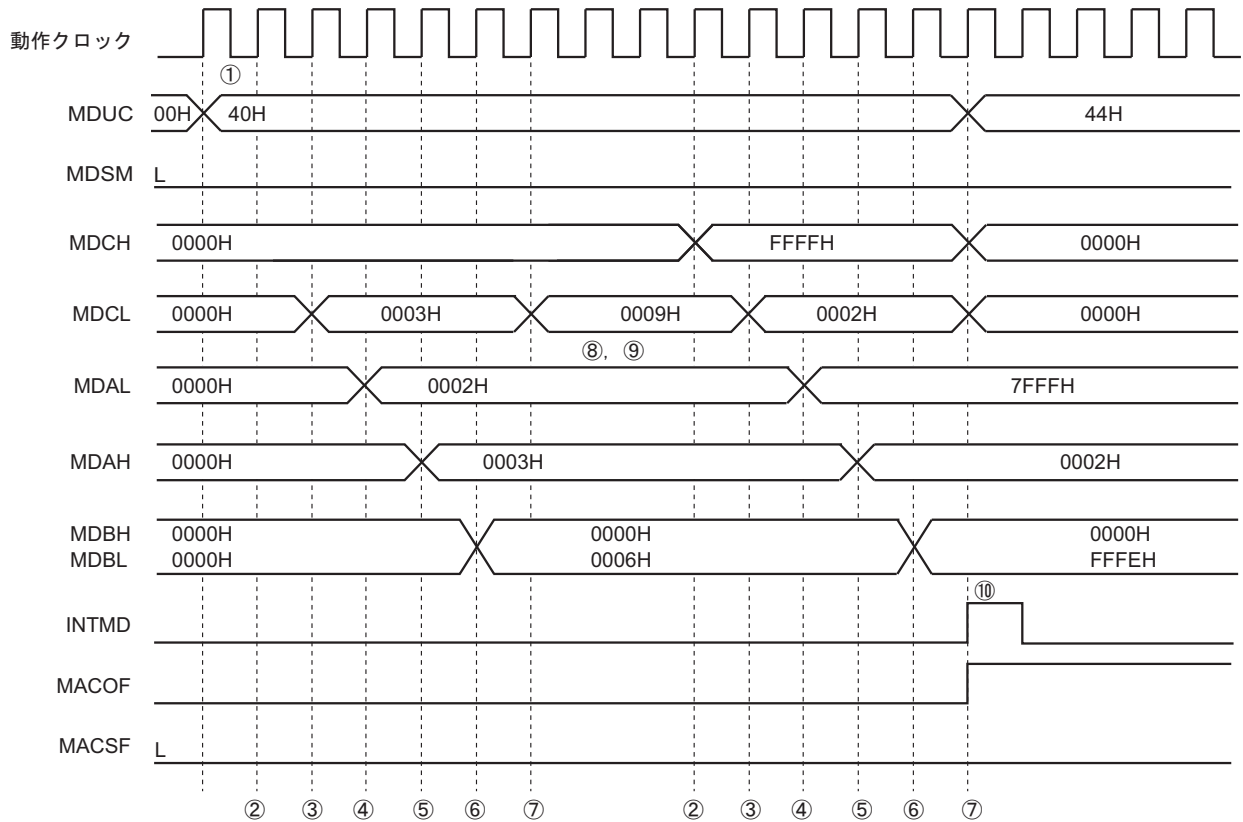 動作クロック
①
MDUC 00H 40H 44H
MDSM L
MDCH 0000H FFFFH 0000H
MDCL 0000H 0003H 0009H 0002H 0000H
⑧, ⑨
MDAL 0000H 0002H 7FFFH
MDAH 0000H 0003H 0002H
MDBH 0000H 0000H 0000H
MDBL 0000H 0006H FFFEH
⑩
INTMD
MACOF
MACSF L
② ③ ④ ⑤ ⑥ ⑦ ② ③ ④ ⑤ ⑥ ⑦